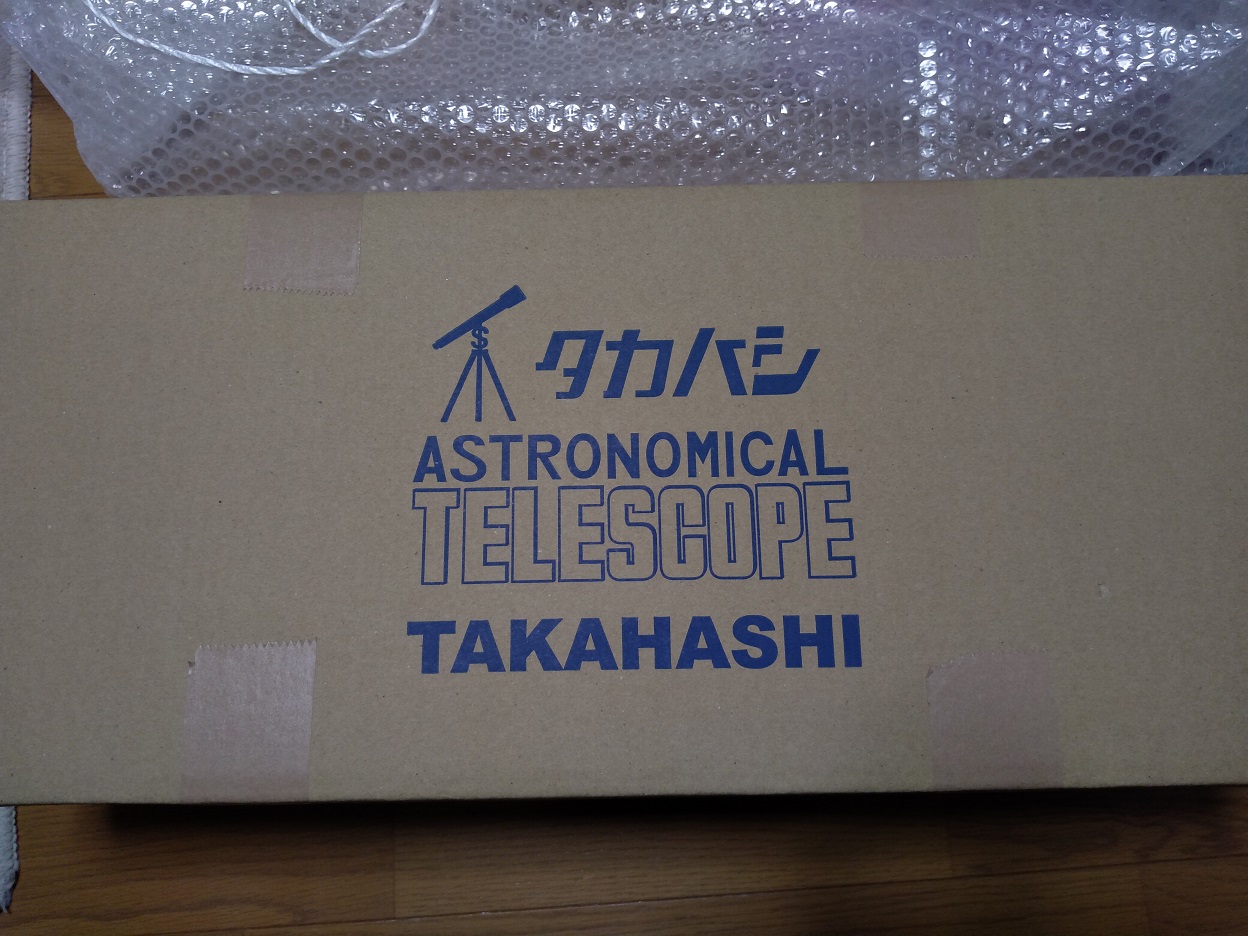 タカハシ
ASTRONOMICAL
TELESCOPE
TAKAHASHI